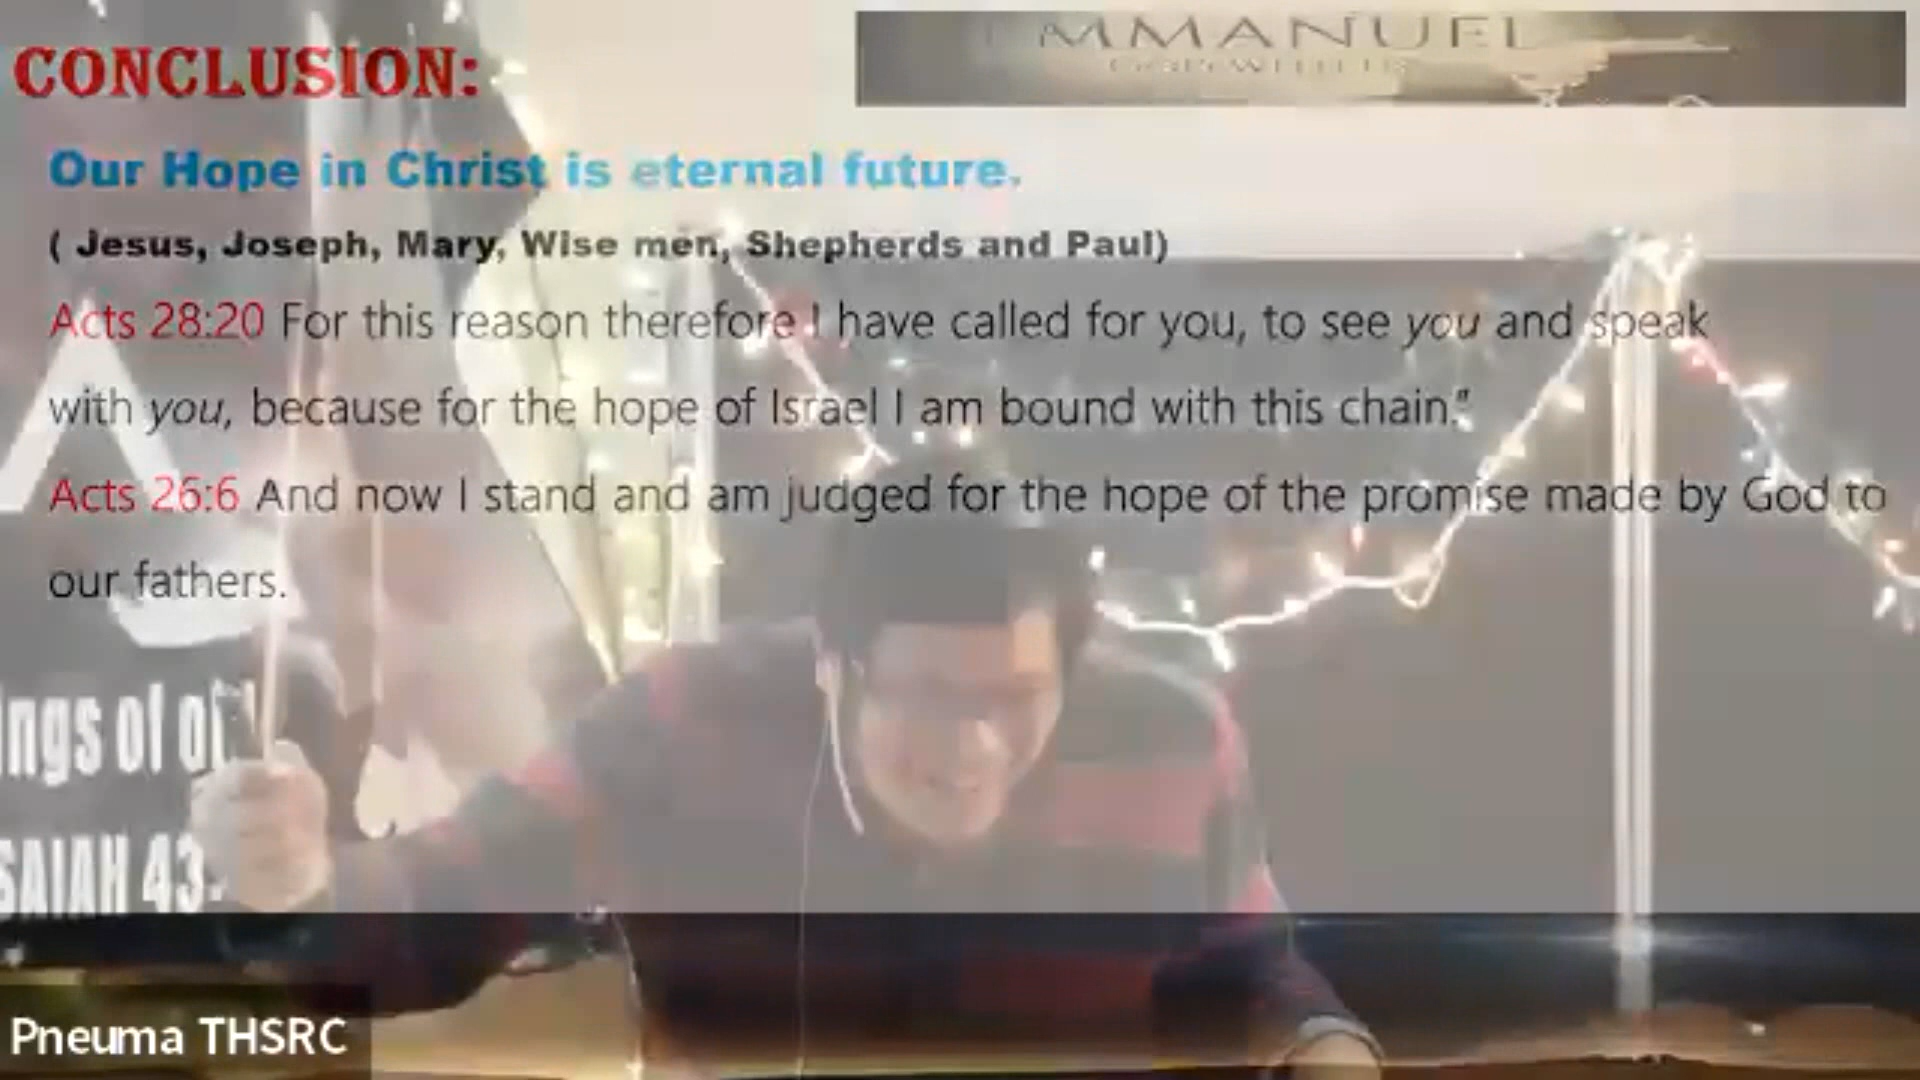 CONCLUSION:
MMANUEL
Our Hope in Christ is eternal future.
( Jesus, Joseph, Mary, Wise men, Shepherds and Paul)
Acts 28:20 For this reason therefore I have called for you, to see you and speak
with you, because for the hope of Israel I am bound with this chain."
Acts 26:6 And now I stand and am judged for the hope of the promise made by God to
our fathers.
ings of ol
SAIAH 43:
Pneuma THSRC